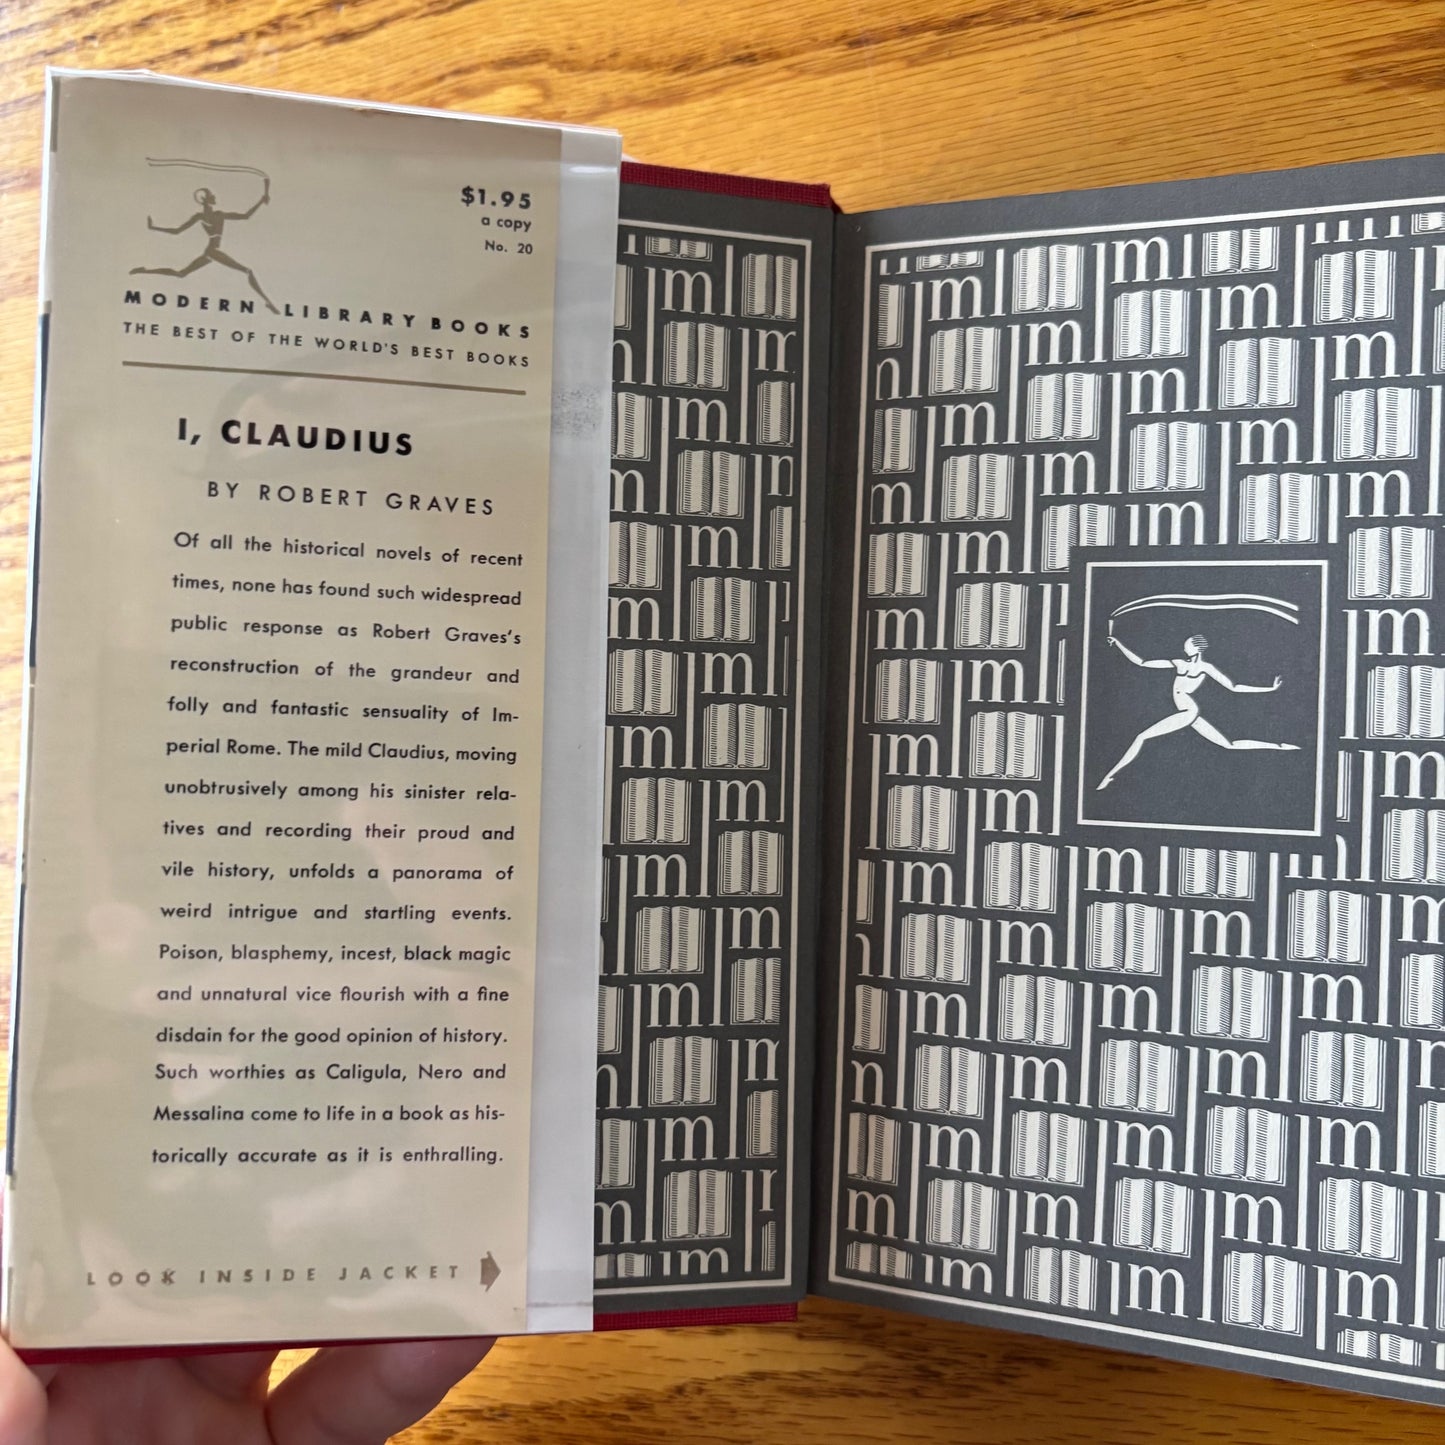 $1.95
a copy
No. 20
MODERN LIBRARY BOOKS
THE BEST OF THE WORLD'S BEST BOOKS
I, CLAUDIUS
BY ROBERT GRAVES
Of all the historical novels of recent
times, none has found such widespread
public response as Robert Graves's
reconstruction of the grandeur and
folly and fantastic sensuality of Im-
perial Rome. The mild Claudius, moving
unobtrusively among his sinister rela-
tives and recording their proud and
vile history, unfolds a panorama of
weird intrigue and startling events.
Poison, blasphemy, incest, black magic
and unnatural vice flourish with a fine
disdain for the good opinion of history.
Such worthies as Caligula, Nero and
Messalina come to life in a book as his-
torically accurate as it is enthralling.
LOOK INSIDE JACKET
ml